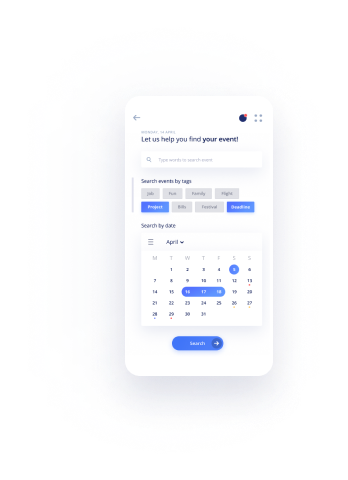 Let us help you find your event!
Type words to search event
Search events by tags
Job Fun Family Flight
Project Bills Festival Deadline
Search by date
April
M T W T F S S
1 2 3 4 5 6
7 8 9 10 11 12 13
14 15 16 17 18 19 20
21 22 23 24 25 26 27
28 29 30 31
Search